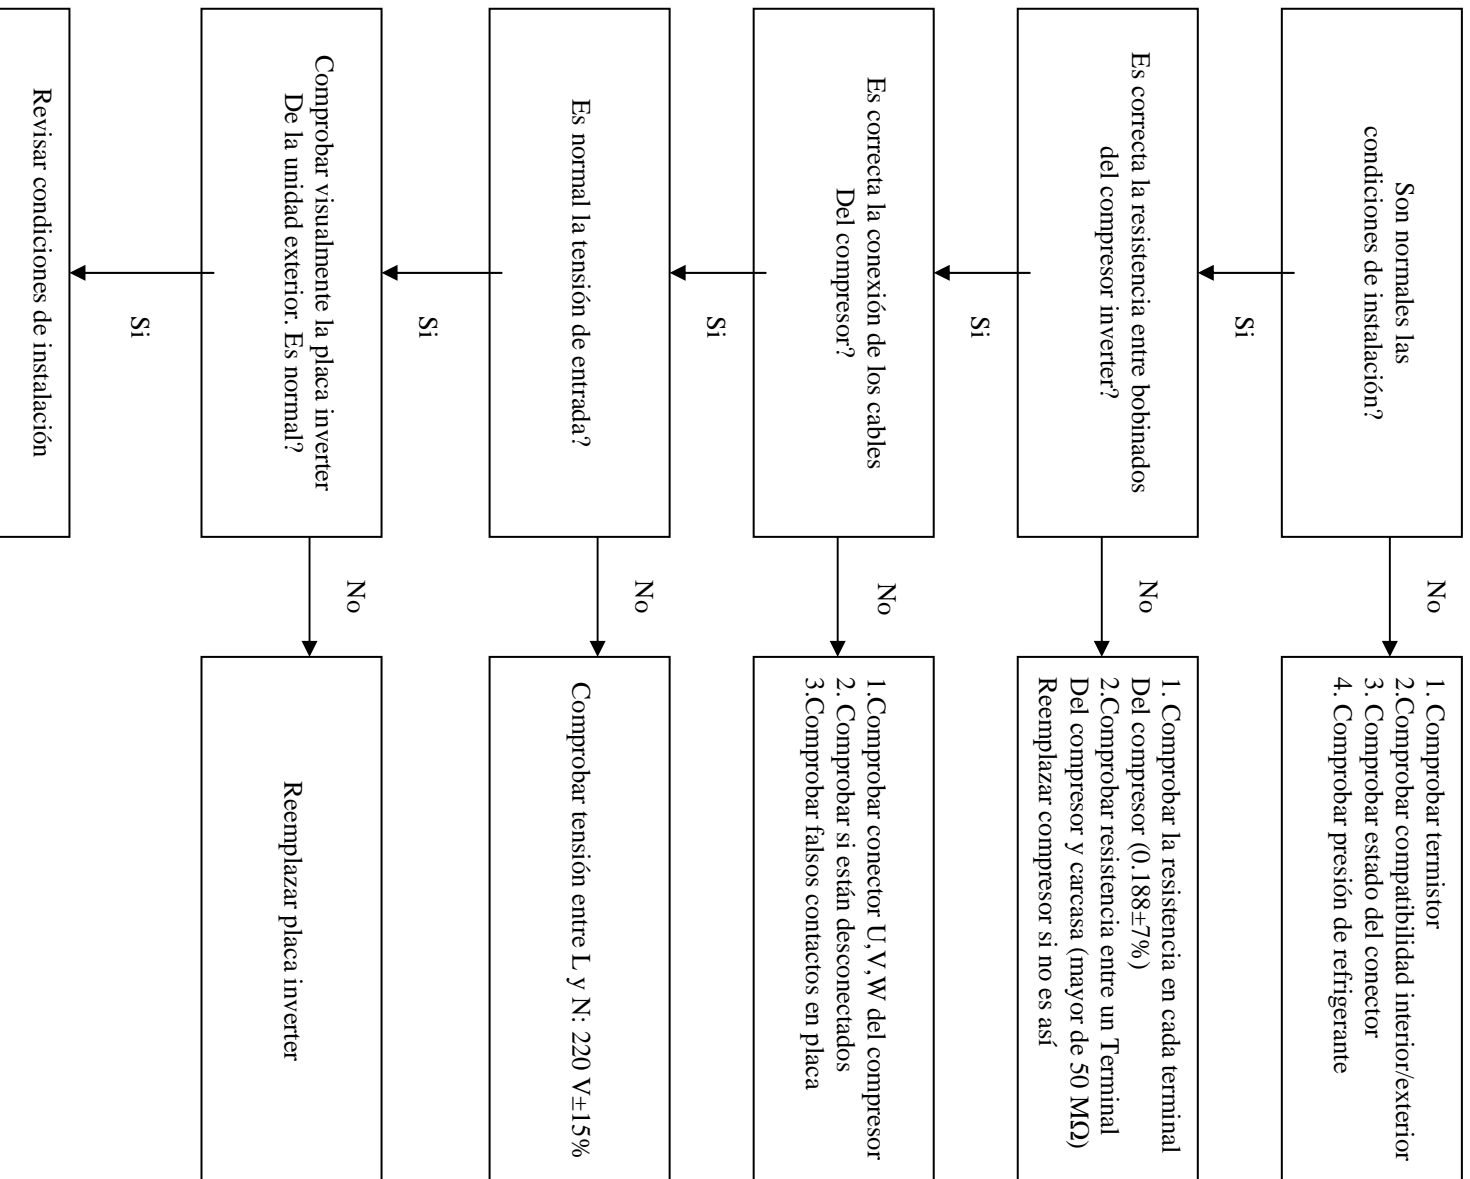 Son normales las
condiciones de instalación?
No
1. Comprobar termistor
2.Comprobar compatibilidad interior/exterior
3. Comprobar estado del conector
4. Comprobar presión de refrigerante
Si
Es correcta la resistencia entre bobinados
del compresor inverter?
No
1. Comprobar la resistencia en cada terminal
Del compresor (0.188±7%)
2.Comprobar resistencia entre un Terminal
Del compresor y carcasa (mayor de 50 MΩ)
Reemplazar compresor si no es así
Si
Es correcta la conexión de los cables
Del compresor?
No
1.Comprobar conector U,V,W del compresor
2. Comprobar si están desconectados
3.Comprobar falsos contactos en placa
Si
Es normal la tensión de entrada?
No
Comprobar tensión entre L y N: 220 V±15%
Si
Comprobar visualmente la placa inverter
De la unidad exterior. Es normal?
No
Reemplazar placa inverter
Si
Revisar condiciones de instalación